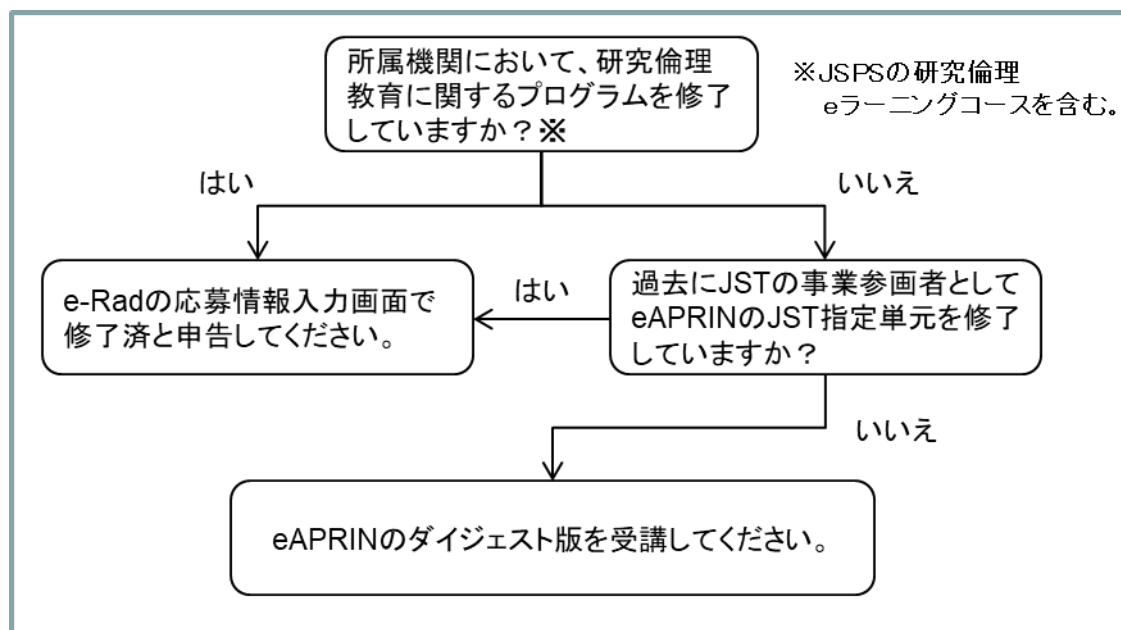 所属機関において、研究倫理
教育に関するプログラムを修了
していますか？※
※JSPSの研究倫理
eラーニングコースを含む。
はい
いいえ
e-Radの応募情報入力画面で
修了済と申告してください。
はい
過去にJSTの事業参画者として
eAPRINのJST指定単元を修了
していますか？
いいえ
eAPRINのダイジェスト版を受講してください。